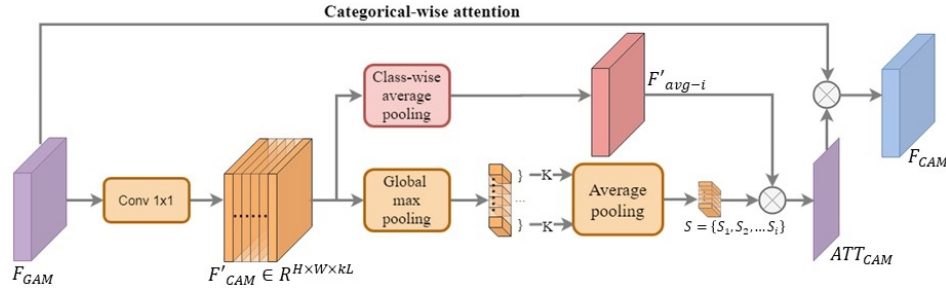 Categorical-wise attention
Class-wise
average
pooling
F'avg−i
FCAM
Conv 1x1
Global
max
pooling
} —K
...
} —K
Average
pooling
S = {S1, S2, ... Si}
FGAM
F'CAM ∈ R^H×W×kL
ATTCAM